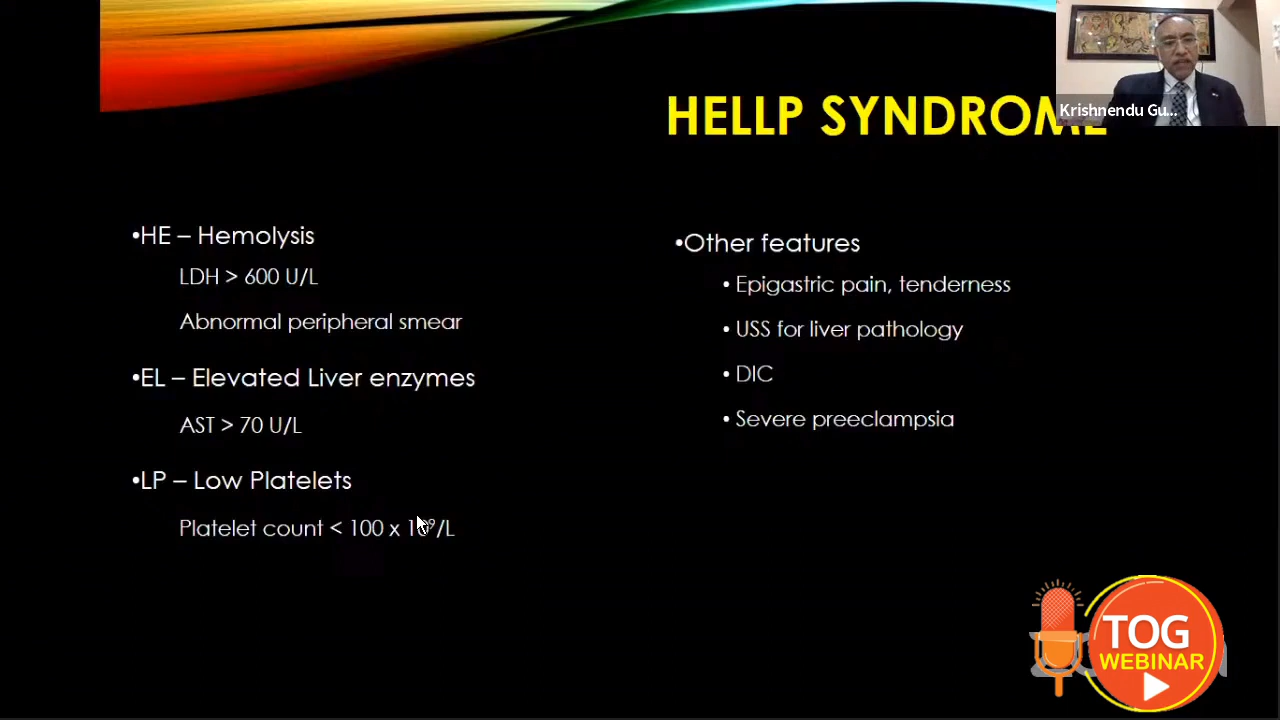 Krishnendu Gu...
HELLP SYNDROME
•HE – Hemolysis
LDH > 600 U/L
Abnormal peripheral smear
•EL – Elevated Liver enzymes
AST > 70 U/L
•LP – Low Platelets
Platelet count < 100 x 10⁹/L
•Other features
• Epigastric pain, tenderness
• USS for liver pathology
• DIC
• Severe preeclampsia
TOG
WEBINAR